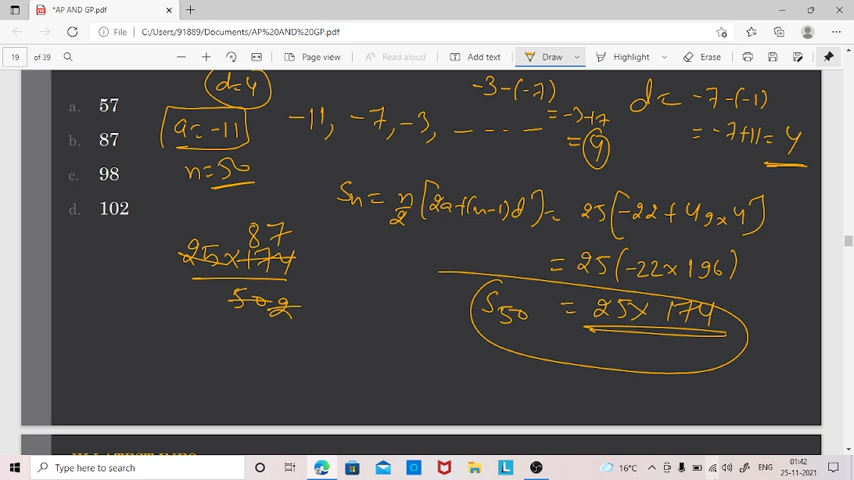 *AP AND GP.pdf
File C:/Users/91889/Documents/AP%20AND%20GP.pdf
19 of 39 Page view Read aloud Add text Draw Highlight Erase
d=4
-3-(-7)
= -3+7
= 4
d = -7-(-1)
= -7+11 = 4
a. 57
a = -11
-11, -7, -3, - - - - -
b. 87
n = 50
c. 98
d. 102
Sn = n/2 [2a+(n-1)d] = 25[-22+49×4]
= 25(-22×196)
S50 = 25× 174
87
25×174
50 2
Type here to search
16°C ENG 01:42
25-11-2021